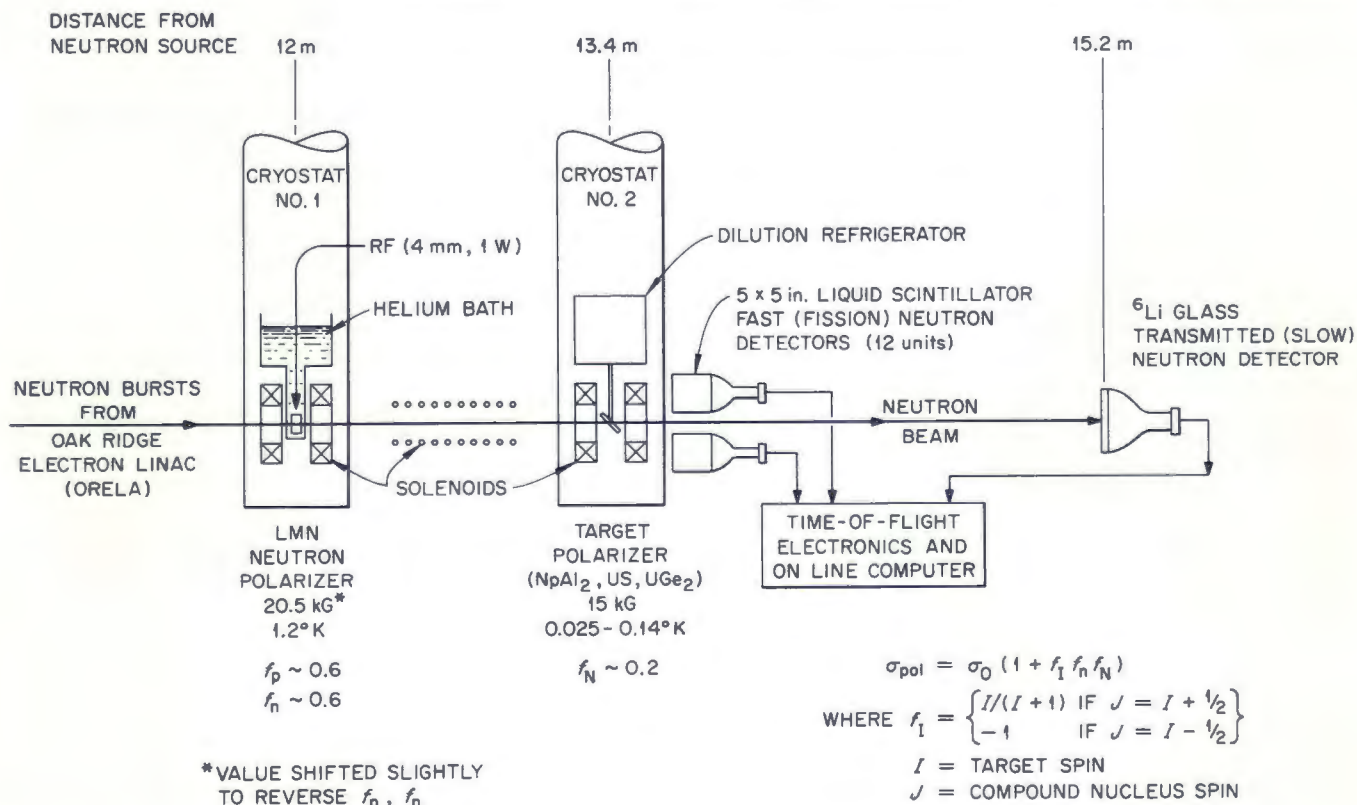 DISTANCE FROM
NEUTRON SOURCE
12 m
13.4 m
15.2 m
CRYOSTAT
NO. 1
CRYOSTAT
NO. 2
RF (4 mm, 1 W)
HELIUM BATH
DILUTION REFRIGERATOR
5 x 5 in. LIQUID SCINTILLATOR
FAST (FISSION) NEUTRON
DETECTORS (12 units)
⁶Li GLASS
TRANSMITTED (SLOW)
NEUTRON DETECTOR
NEUTRON BURSTS
FROM
OAK RIDGE
ELECTRON LINAC
(ORELA)
SOLENOIDS
NEUTRON
BEAM
TIME-OF-FLIGHT
ELECTRONICS AND
ON LINE COMPUTER
LMN
NEUTRON
POLARIZER
20.5 kG*
1.2°K
f_p ~ 0.6
f_n ~ 0.6
TARGET
POLARIZER
(NpAl₂, US, UGe₂)
15 kG
0.025 - 0.14°K
f_N ~ 0.2
σ_pol = σ_0 (1 + f_I f_n f_N)
WHERE f_I = { I/(I + 1) IF J = I + 1/2
-1 IF J = I - 1/2 }
I = TARGET SPIN
J = COMPOUND NUCLEUS SPIN
*VALUE SHIFTED SLIGHTLY
TO REVERSE , f_n